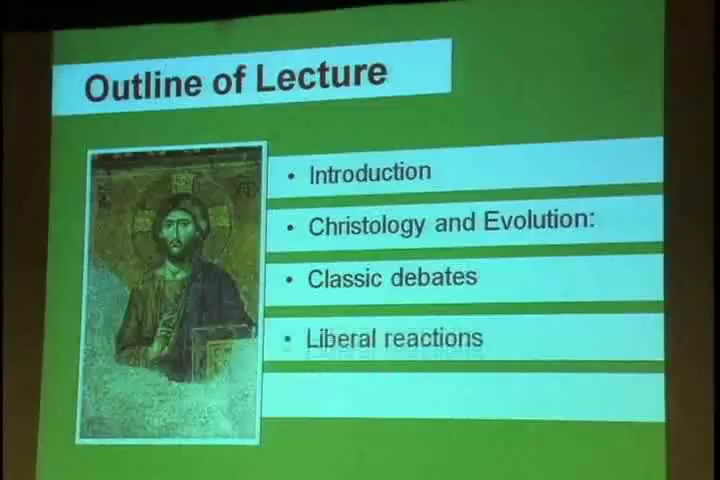 Outline of Lecture
• Introduction
• Christology and Evolution:
• Classic debates
• Liberal reactions